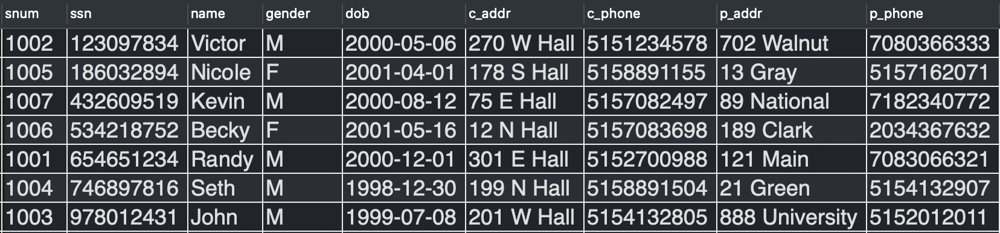 snum ssn name gender dob c_addr c_phone p_addr p_phone
1002 123097834 Victor M 2000-05-06 270 W Hall 5151234578 702 Walnut 7080366333
1005 186032894 Nicole F 2001-04-01 178 S Hall 5158891155 13 Gray 5157162071
1007 432609519 Kevin M 2000-08-12 75 E Hall 5157082497 89 National 7182340772
1006 534218752 Becky F 2001-05-16 12 N Hall 5157083698 189 Clark 2034367632
1001 654651234 Randy M 2000-12-01 301 E Hall 5152700988 121 Main 7083066321
1004 746897816 Seth M 1998-12-30 199 N Hall 5158891504 21 Green 5154132907
1003 978012431 John M 1999-07-08 201 W Hall 5154132805 888 University 5152012011